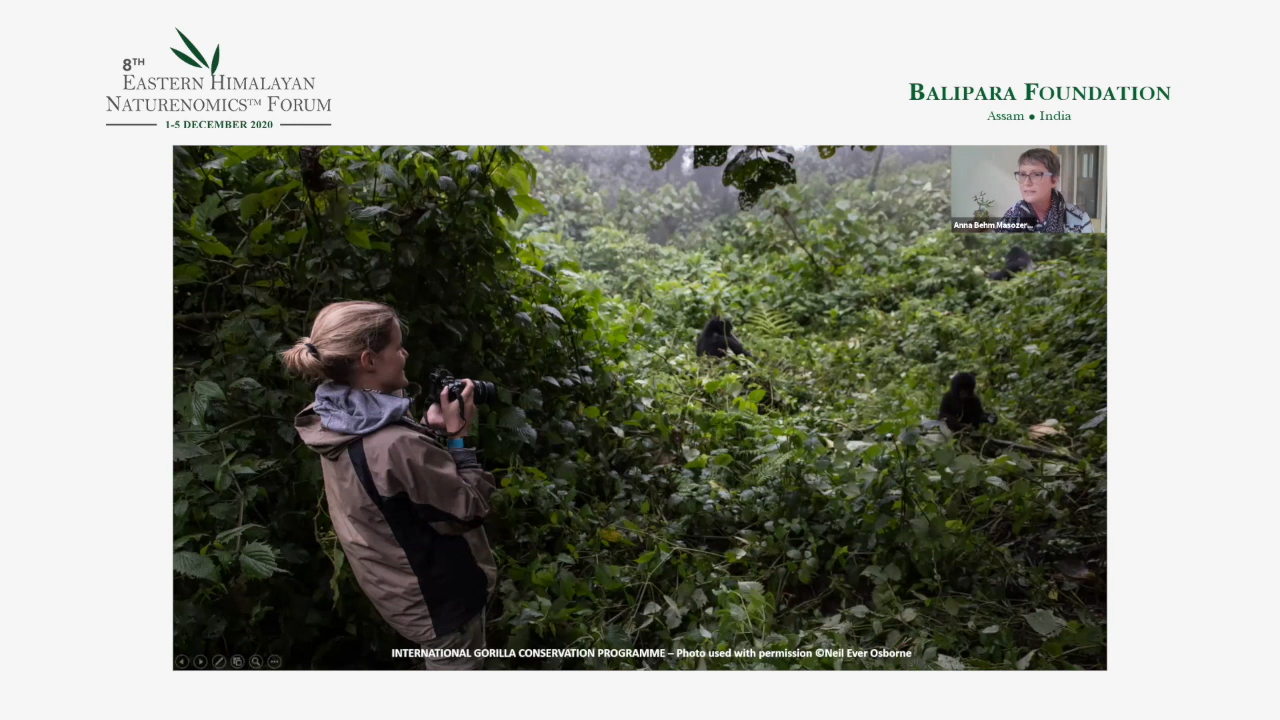 8TH
EASTERN HIMALAYAN
NATURENOMICS™ FORUM
1-5 DECEMBER 2020
BALIPARA FOUNDATION
Assam ● India
Anna Behm Masozer...
INTERNATIONAL GORILLA CONSERVATION PROGRAMME – Photo used with permission ©Neil Ever Osborne